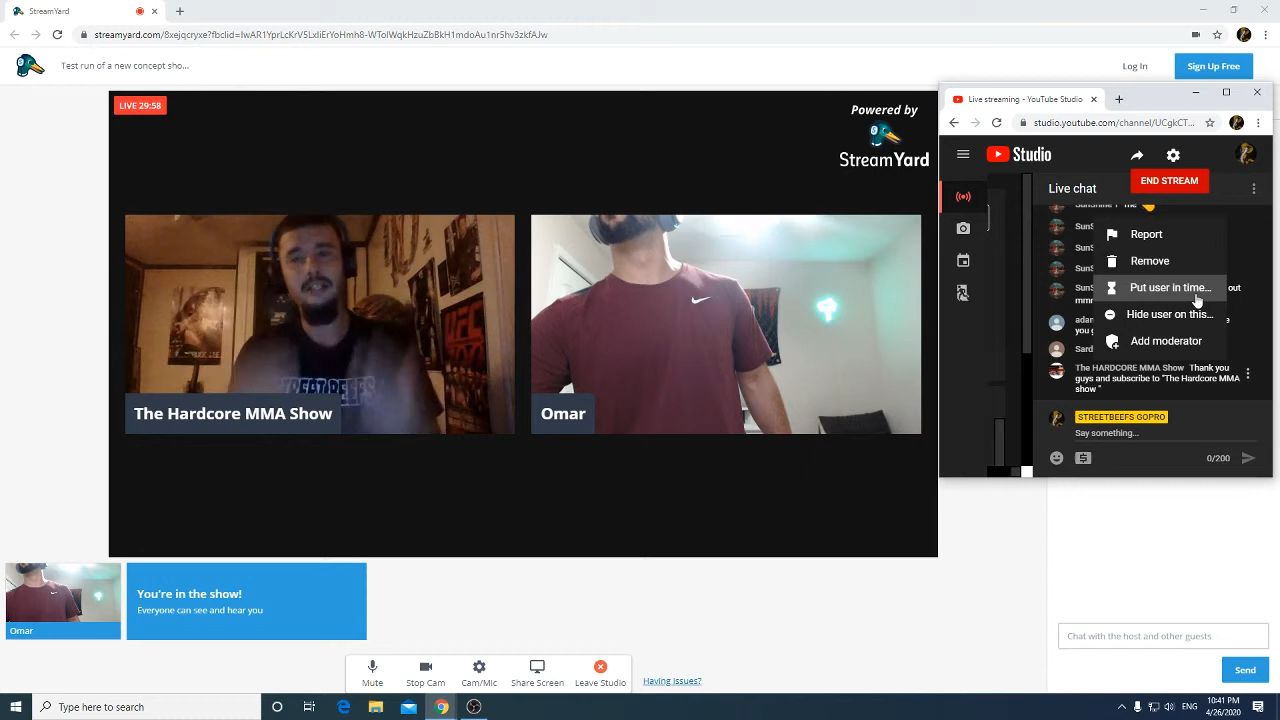 StreamYard
streamyard.com/8xejqcryxe?fbclid=IwAR1YprLcKrV5LxliErYoHmh8-WToIWqkHzuZbBkH1mdoAu1nr5hv3zkfAJw
Test run of a new concept sho...
Log In
Sign Up Free
LIVE 29:58
Powered by
StreamYard
The Hardcore MMA Show
Omar
Live streaming - YouTube Studio
studio.youtube.com/channel/UCgkCT...
Studio
END STREAM
Live chat
SunShine
me
Report
Remove
Put user in time...
out
Hide user on this...
you
Add moderator
The HARDCORE MMA Show Thank you
guys and subscribe to "The Hardcore MMA
show "
STREETBEEFS GOPRO
Say something...
0/200
Omar
You're in the show!
Everyone can see and hear you
Mute
Stop Cam
Cam/Mic
Share Screen
Leave Studio
Having issues?
Chat with the host and other guests
Send
Type here to search
10:41 PM
4/26/2020